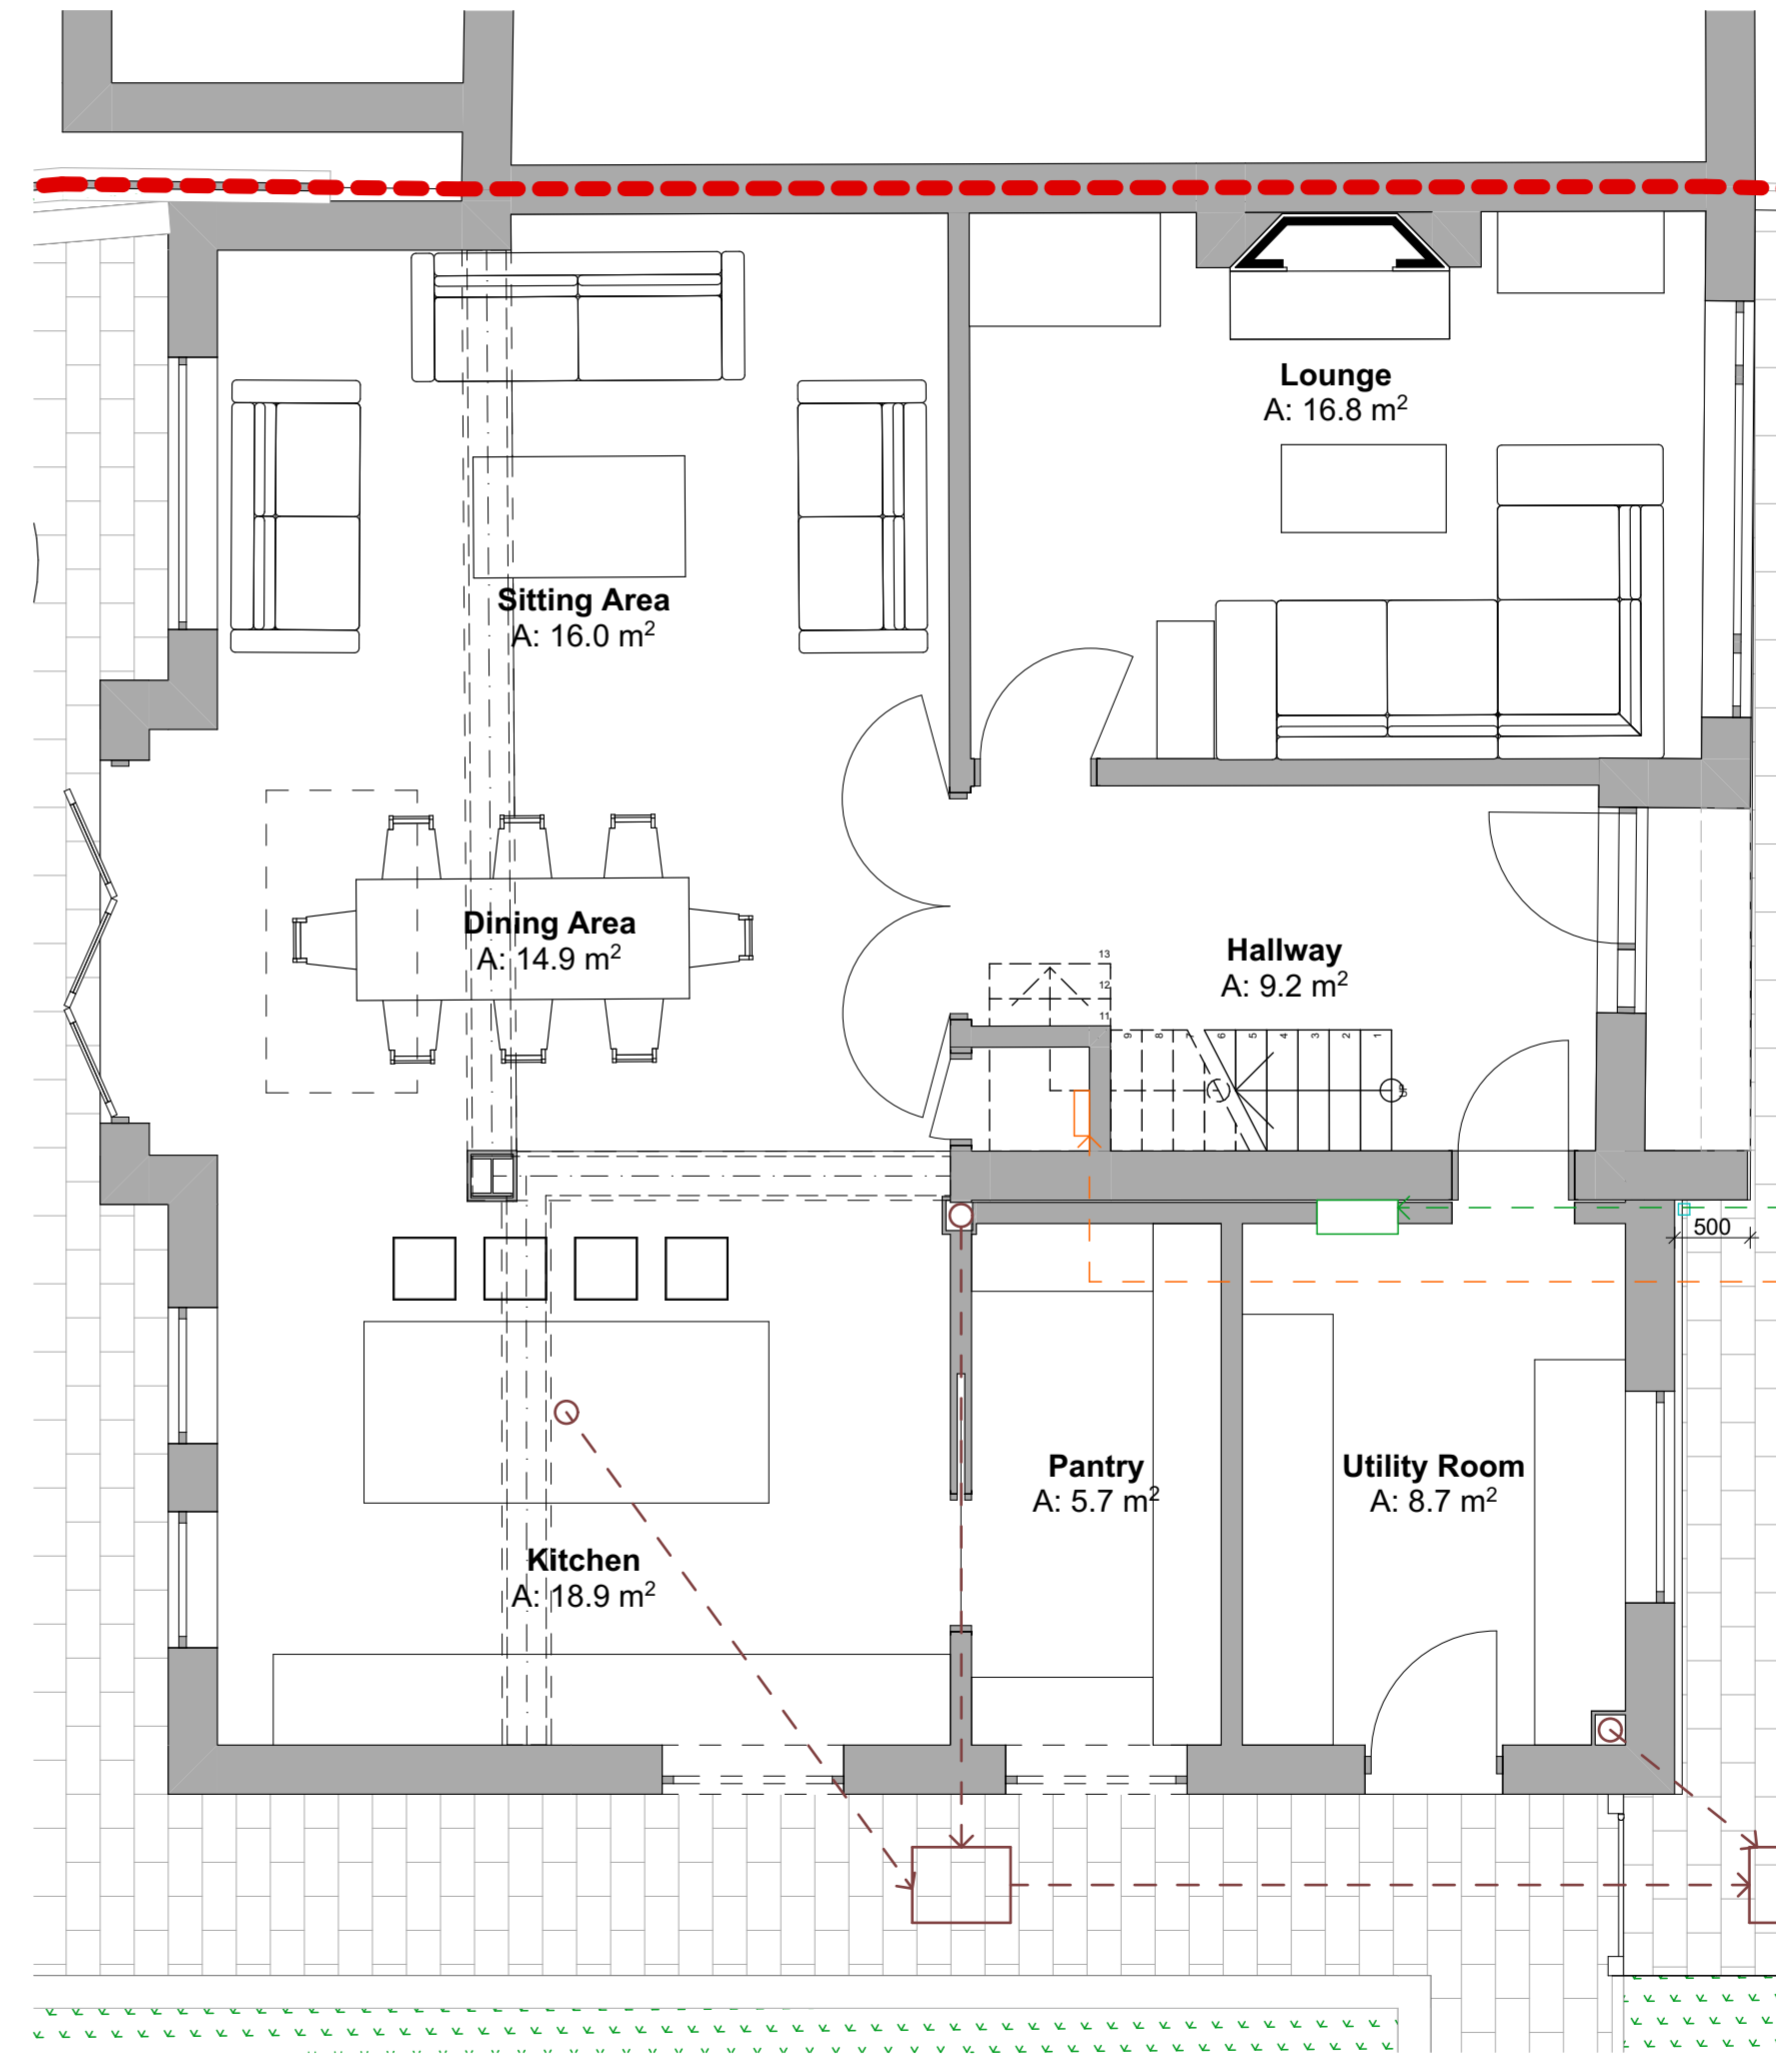 Lounge
A: 16.8 m²
Sitting Area
A: 16.0 m²
Dining Area
A: 14.9 m²
Hallway
A: 9.2 m²
13
12
11
9
8
7
6
5
4
3
2
1
500
Pantry
A: 5.7 m²
Utility Room
A: 8.7 m²
Kitchen
A: 18.9 m²